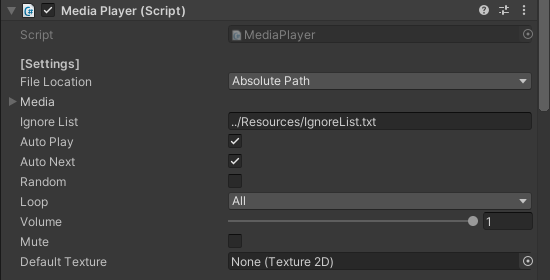 Media Player (Script)
Script MediaPlayer
[Settings]
File Location Absolute Path
Media
Ignore List ../Resources/IgnoreList.txt
Auto Play
Auto Next
Random
Loop All
Volume 1
Mute
Default Texture None (Texture 2D)